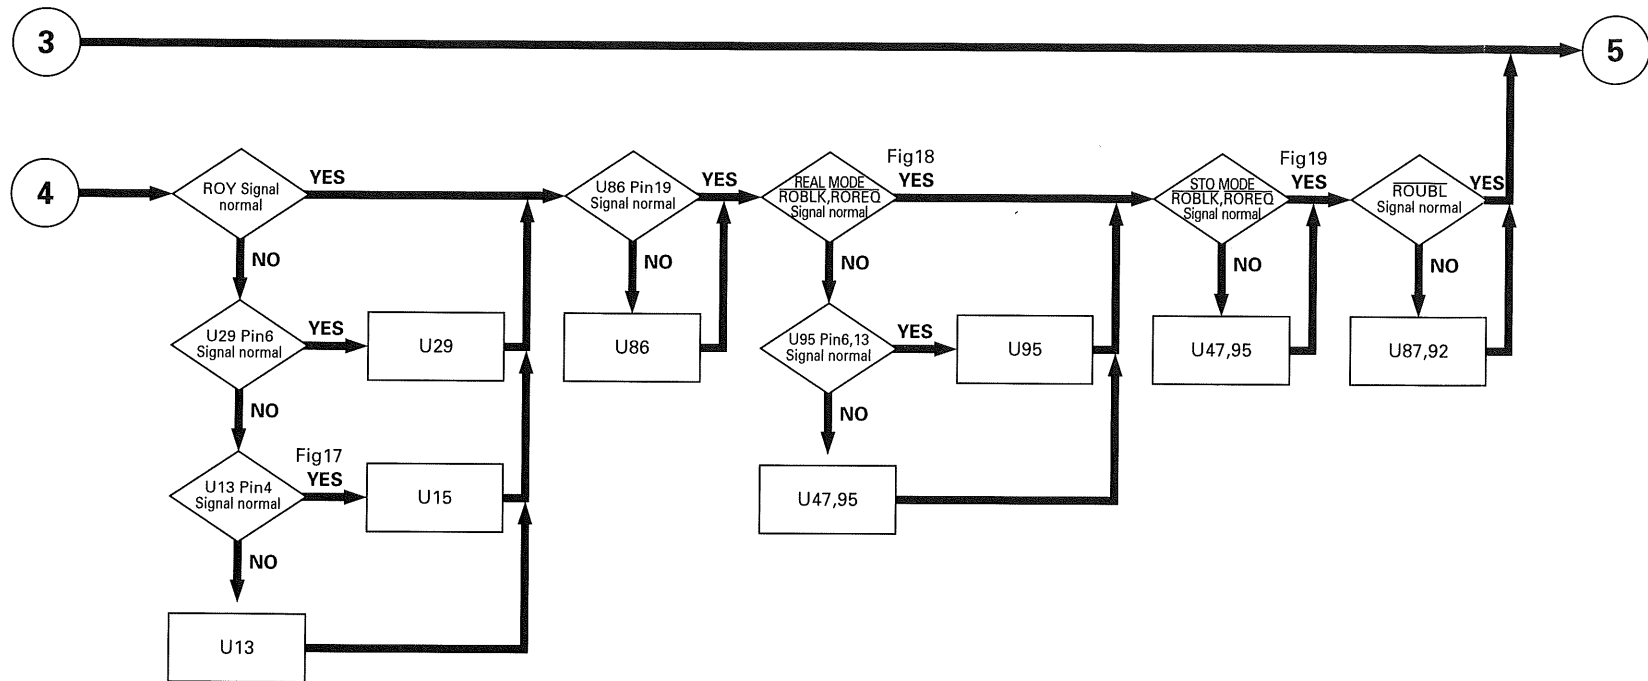 3
5
4
ROY Signal
normal
YES
NO
U29 Pin6
Signal normal
YES
U29
NO
U13 Pin4
Signal normal
Fig17
YES
U15
NO
U13
U86 Pin19
Signal normal
YES
NO
U86
REAL MODE
ROBLK,ROREQ
Signal normal
Fig18
YES
NO
U95 Pin6,13
Signal normal
YES
U95
NO
U47,95
STO MODE
ROBLK,ROREQ
Signal normal
Fig19
YES
NO
U47,95
ROUBL
Signal normal
YES
NO
U87,92